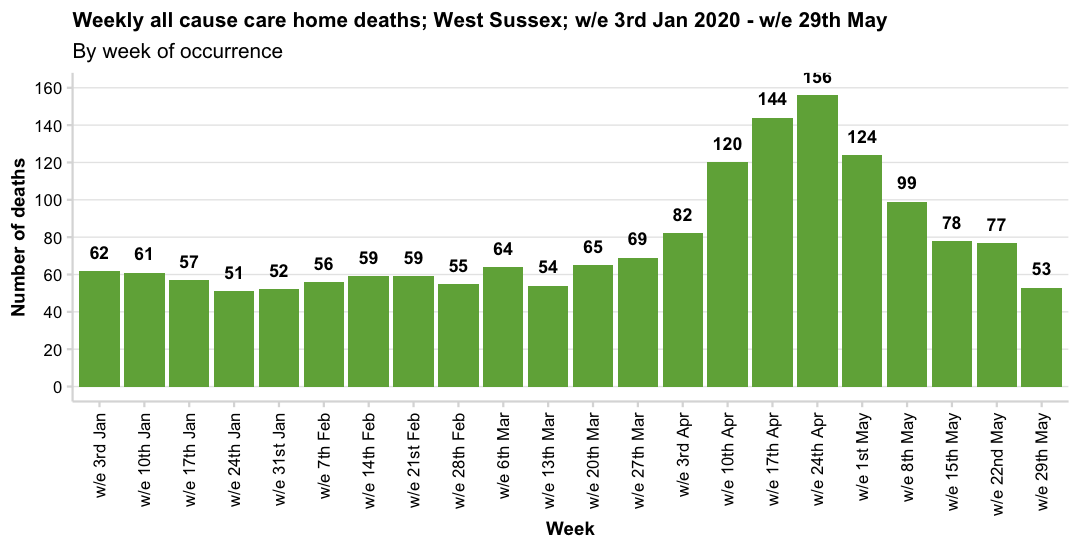 Weekly all cause care home deaths; West Sussex; w/e 3rd Jan 2020 - w/e 29th May
By week of occurrence
Number of deaths
160
140
120
100
80
60
40
20
0
62
61
57
51
52
56
59
59
55
64
54
65
69
82
120
144
156
124
99
78
77
53
w/e 3rd Jan
w/e 10th Jan
w/e 17th Jan
w/e 24th Jan
w/e 31st Jan
w/e 7th Feb
w/e 14th Feb
w/e 21st Feb
w/e 28th Feb
w/e 6th Mar
w/e 13th Mar
w/e 20th Mar
w/e 27th Mar
w/e 3rd Apr
w/e 10th Apr
w/e 17th Apr
w/e 24th Apr
w/e 1st May
w/e 8th May
w/e 15th May
w/e 22nd May
w/e 29th May
Week